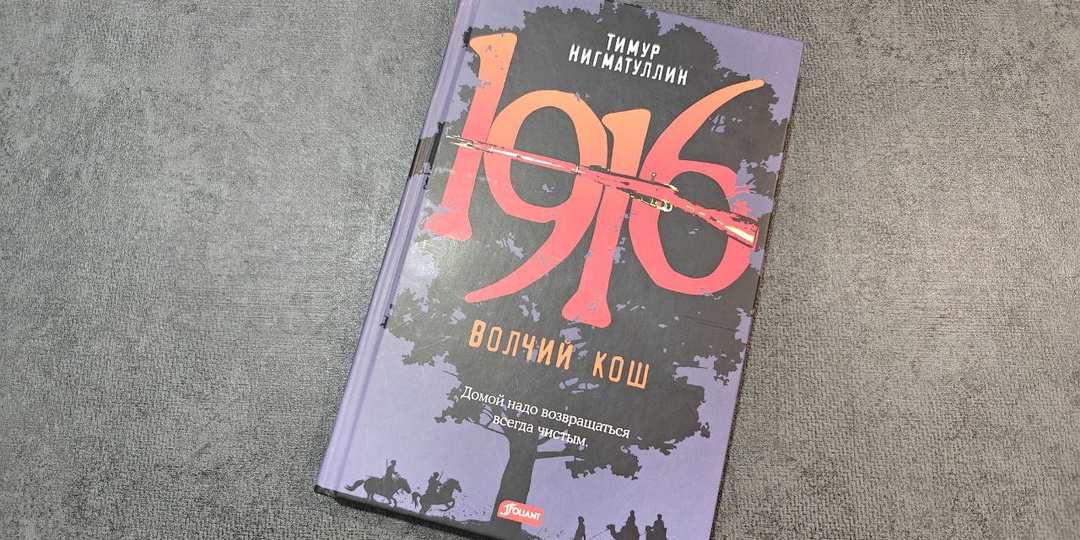 ТИМУР
НИГМАТУЛЛИН
1916
ВОЛЧИЙ КОШ
Домой надо возвращаться
всегда чистым.
FOLIANT